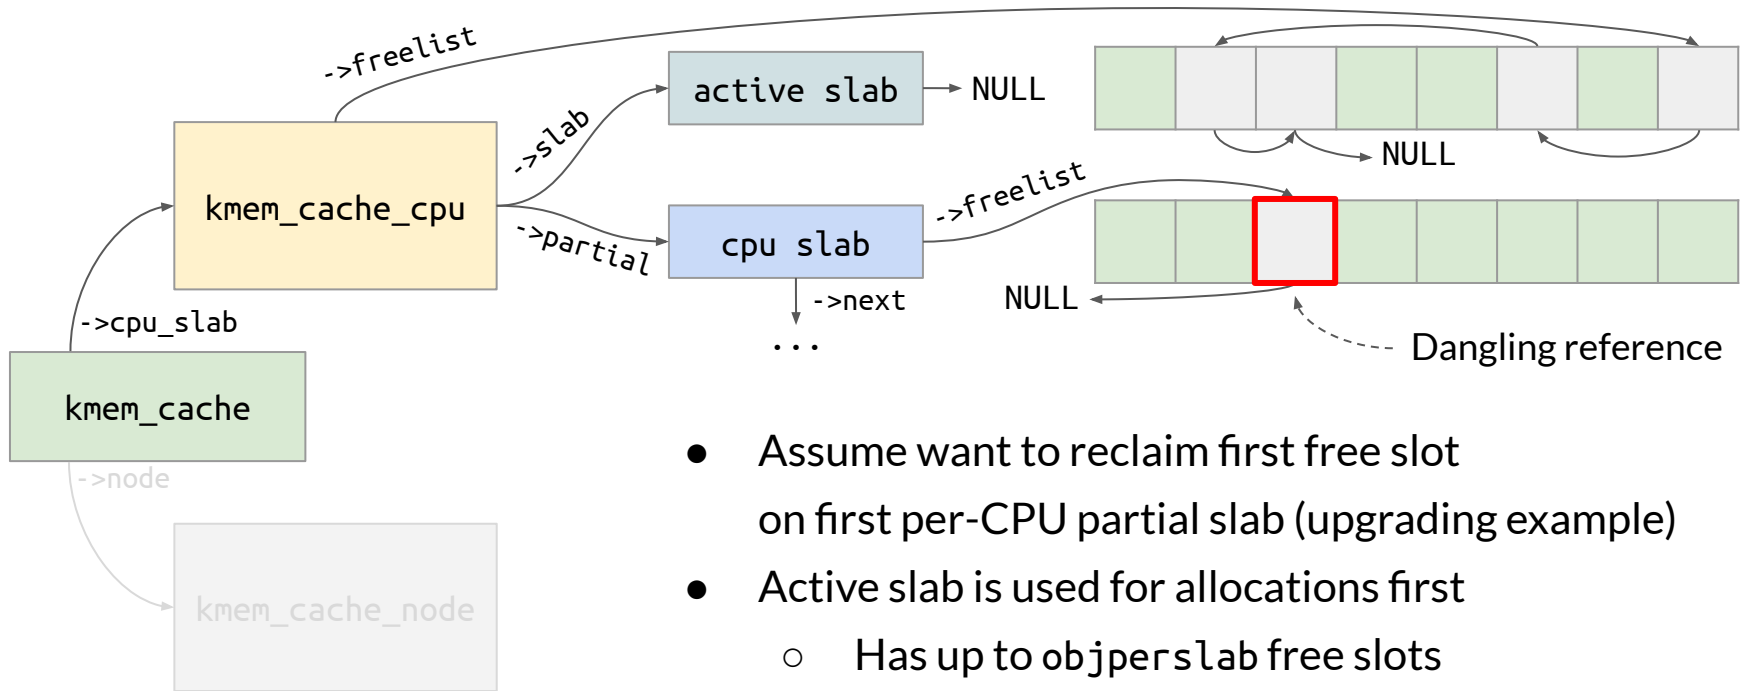 ->freelist
active slab
NULL
->slab
NULL
kmem_cache_cpu
->freelist
->partial
cpu slab
NULL
->next
->cpu_slab
...
Dangling reference
kmem_cache
->node
kmem_cache_node
● Assume want to reclaim first free slot
on first per-CPU partial slab (upgrading example)
● Active slab is used for allocations first
○ Has up to objperslab free slots